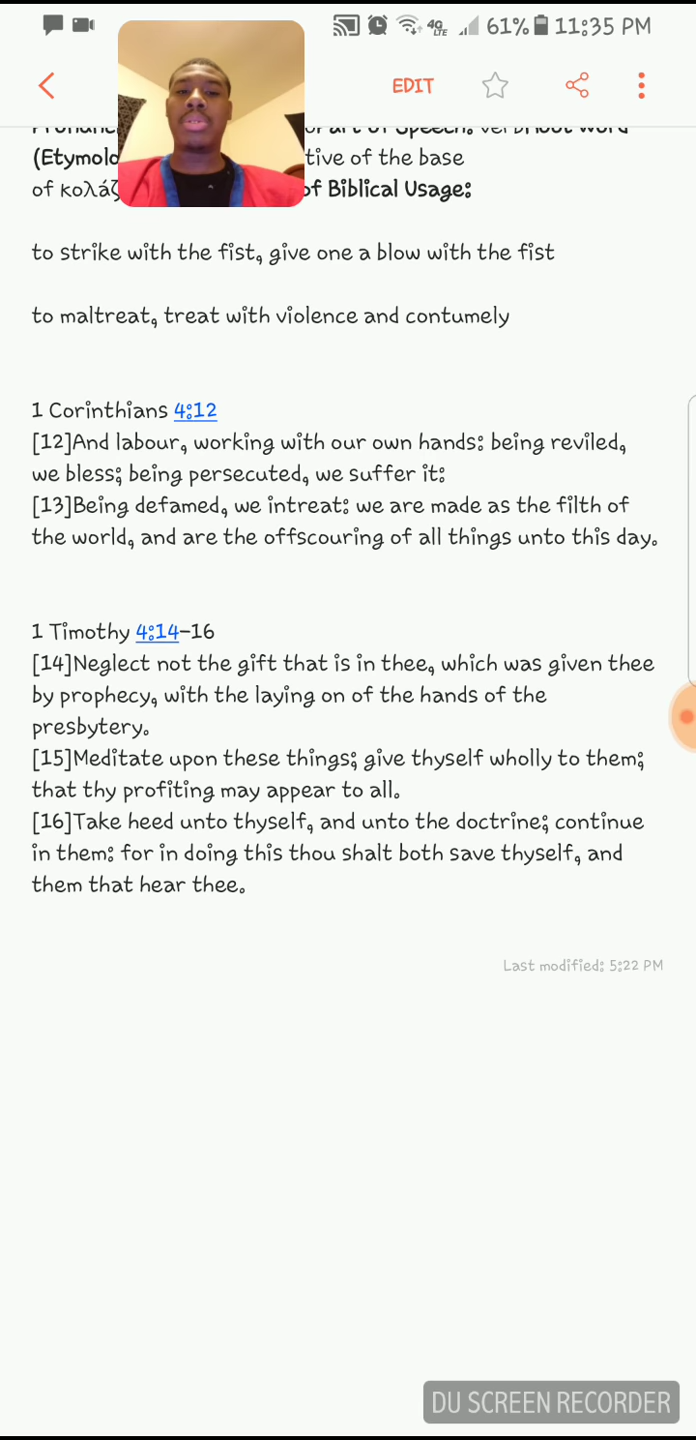 61% 11:35 PM
EDIT
Part of Speech: verb Root Word
(Etymolo tive of the base
of κολάζ of Biblical Usage:
to strike with the fist, give one a blow with the fist
to maltreat, treat with violence and contumely
1 Corinthians 4:12
[12]And labour, working with our own hands: being reviled,
we bless; being persecuted, we suffer it:
[13]Being defamed, we intreat: we are made as the filth of
the world, and are the offscouring of all things unto this day.
1 Timothy 4:14-16
[14]Neglect not the gift that is in thee, which was given thee
by prophecy, with the laying on of the hands of the
presbytery.
[15]Meditate upon these things; give thyself wholly to them;
that thy profiting may appear to all.
[16]Take heed unto thyself, and unto the doctrine; continue
in them: for in doing this thou shalt both save thyself, and
them that hear thee.
Last modified: 5:22 PM
DU SCREEN RECORDER